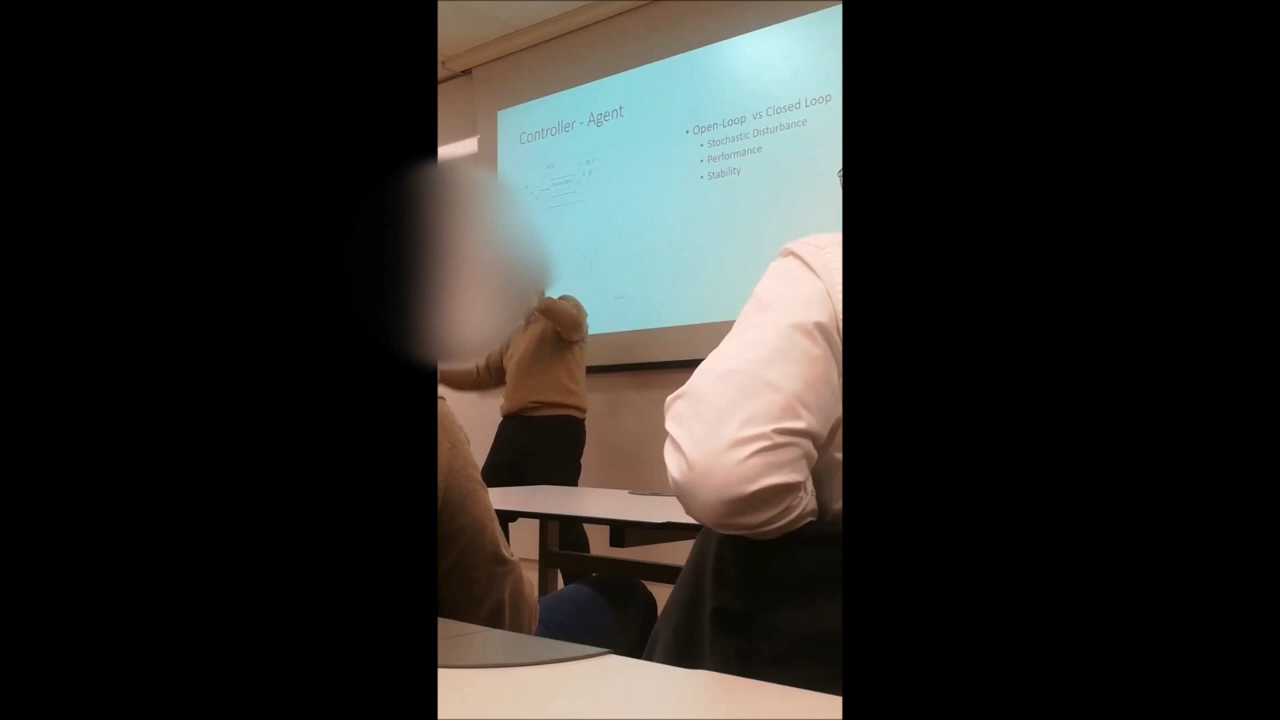 Controller - Agent
• Open-Loop vs Closed Loop
• Stochastic Disturbance
• Performance
• Stability